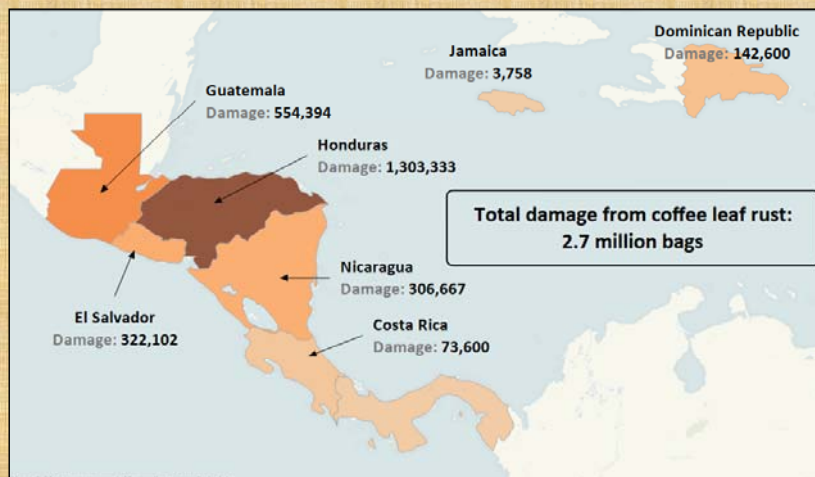 Dominican Republic
Damage: 142,600
Jamaica
Damage: 3,758
Guatemala
Damage: 554,394
Honduras
Damage: 1,303,333
Total damage from coffee leaf rust:
2.7 million bags
Nicaragua
Damage: 306,667
El Salvador
Damage: 322,102
Costa Rica
Damage: 73,600